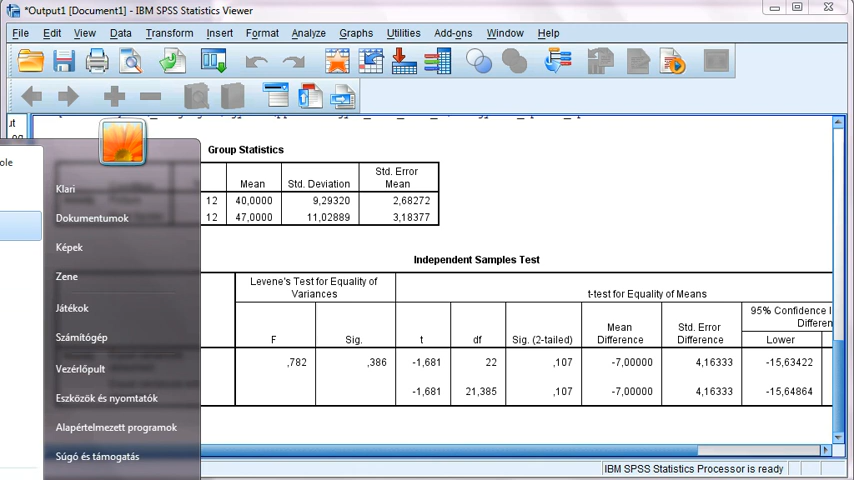 *Output1 [Document1] - IBM SPSS Statistics Viewer
File Edit View Data Transform Insert Format Analyze Graphs Utilities Add-ons Window Help
Group Statistics
Mean Std. Deviation Std. Error Mean
12 40,0000 9,29320 2,68272
12 47,0000 11,02889 3,18377
Independent Samples Test
Levene's Test for Equality of Variances t-test for Equality of Means
95% Confidence I
Differen
F Sig. t df Sig. (2-tailed) Mean Difference Std. Error Difference Lower
,782 ,386 -1,681 22 ,107 -7,00000 4,16333 -15,63422
-1,681 21,385 ,107 -7,00000 4,16333 -15,64864
ole
Klari
Dokumentumok
Képek
Zene
Játékok
Számítógép
Vezérlőpult
Eszközök és nyomtatók
Alapértelmezett programok
Súgó és támogatás
IBM SPSS Statistics Processor is ready